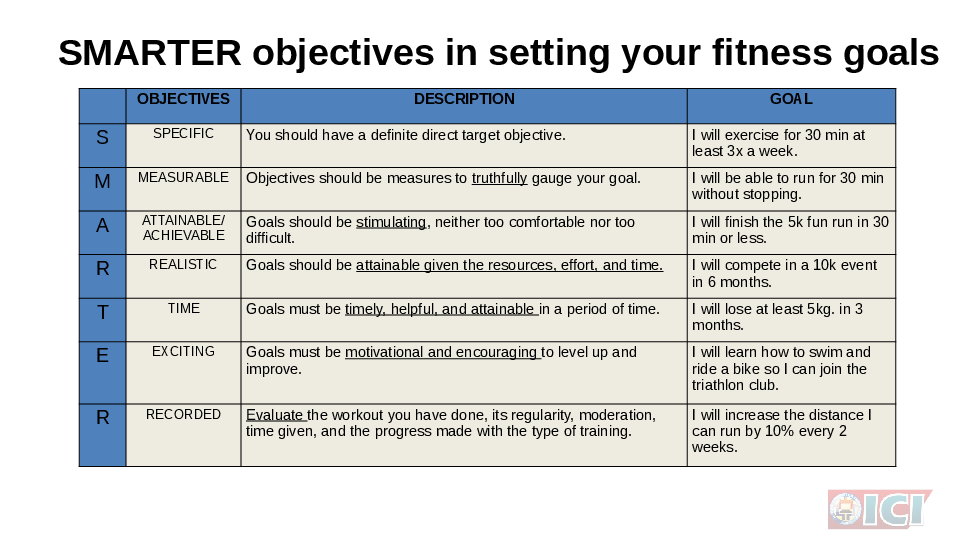 SMARTER objectives in setting your fitness goals
OBJECTIVES DESCRIPTION GOAL
S SPECIFIC You should have a definite direct target objective. I will exercise for 30 min at
least 3x a week.
M MEASURABLE Objectives should be measures to truthfully gauge your goal. I will be able to run for 30 min
without stopping.
A ATTAINABLE/ Goals should be stimulating, neither too comfortable nor too I will finish the 5k fun run in 30
ACHIEVABLE difficult. min or less.
R REALISTIC Goals should be attainable given the resources, effort, and time. I will compete in a 10k event
in 6 months.
T TIME Goals must be timely, helpful, and attainable in a period of time. I will lose at least 5kg. in 3
months.
E EXCITING Goals must be motivational and encouraging to level up and I will learn how to swim and
improve. ride a bike so I can join the
triathlon club.
R RECORDED Evaluate the workout you have done, its regularity, moderation, I will increase the distance I
time given, and the progress made with the type of training. can run by 10% every 2
weeks.
ICI